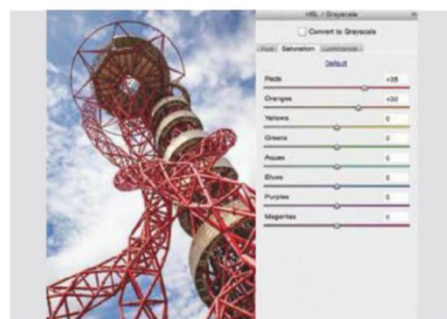 HSL / Grayscale
Convert to Grayscale
Hue Saturation Luminance
Default
Reds +38
Oranges +30
Yellows 0
Greens 0
Aquas 0
Blues 0
Purples 0
Magentas 0